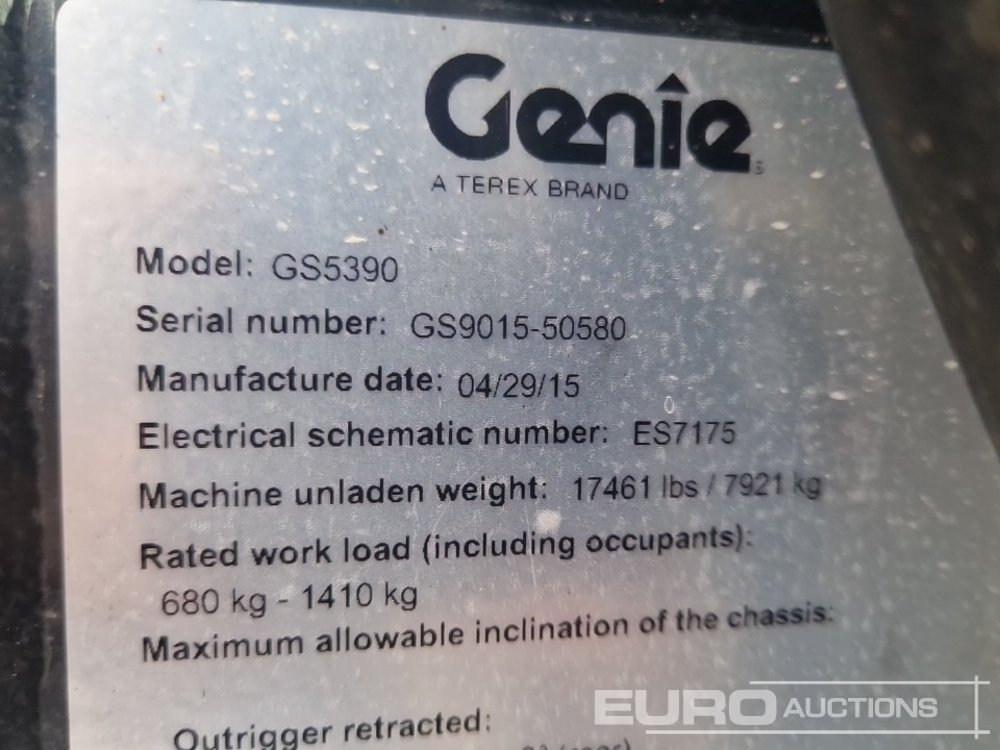 Genie
A TEREX BRAND
Model: GS5390
Serial number: GS9015-50580
Manufacture date: 04/29/15
Electrical schematic number: ES7175
Machine unladen weight: 17461 lbs / 7921 kg
Rated work load (including occupants):
680 kg - 1410 kg
Maximum allowable inclination of the chassis:
Outrigger retracted:
EURO AUCTIONS